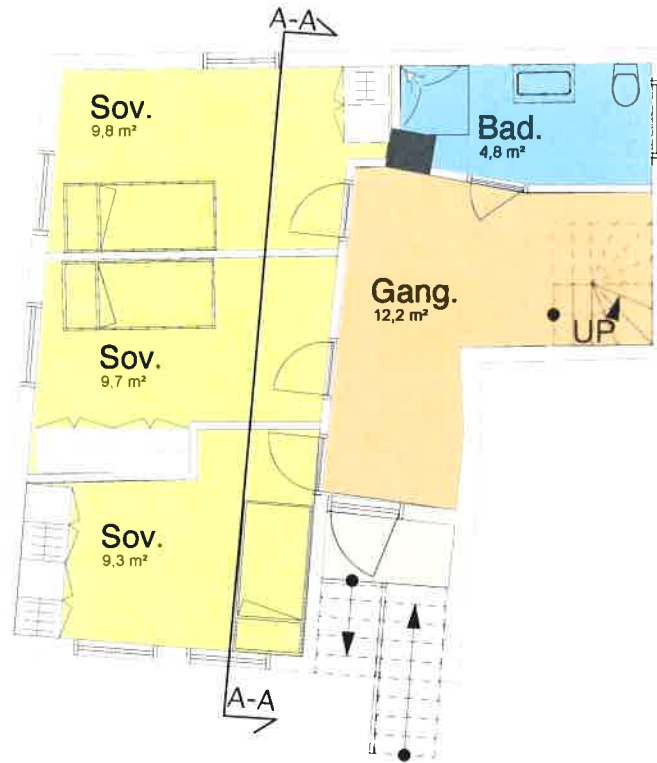 A-A
Sov.
9,8 m²
Bad.
4,8 m²
Gang.
12,2 m²
UP
Sov.
9,7 m²
Sov.
9,3 m²
A-A